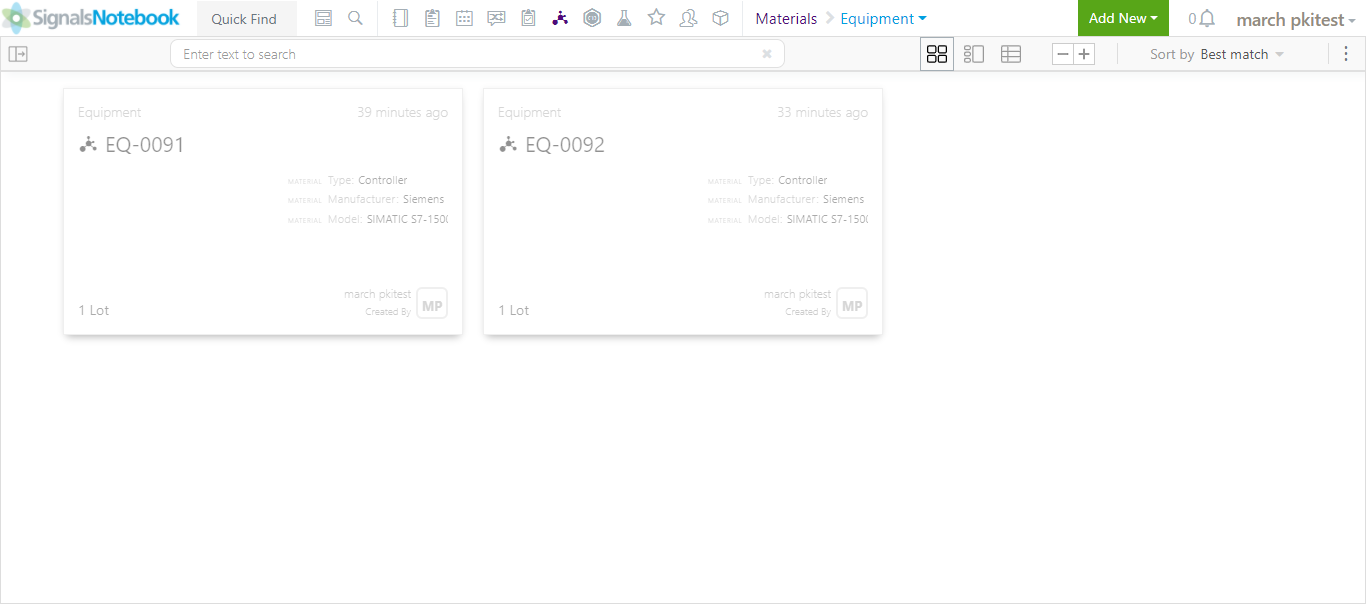 SignalsNotebook Quick Find Materials Equipment Add New 0 march pkitest
Enter text to search Sort by Best match
Equipment 39 minutes ago
EQ-0091
MATERIAL Type: Controller
MATERIAL Manufacturer: Siemens
MATERIAL Model: SIMATIC S7-150
1 Lot
march pkitest
Created By
MP
Equipment 33 minutes ago
EQ-0092
MATERIAL Type: Controller
MATERIAL Manufacturer: Siemens
MATERIAL Model: SIMATIC S7-150
1 Lot
march pkitest
Created By
MP